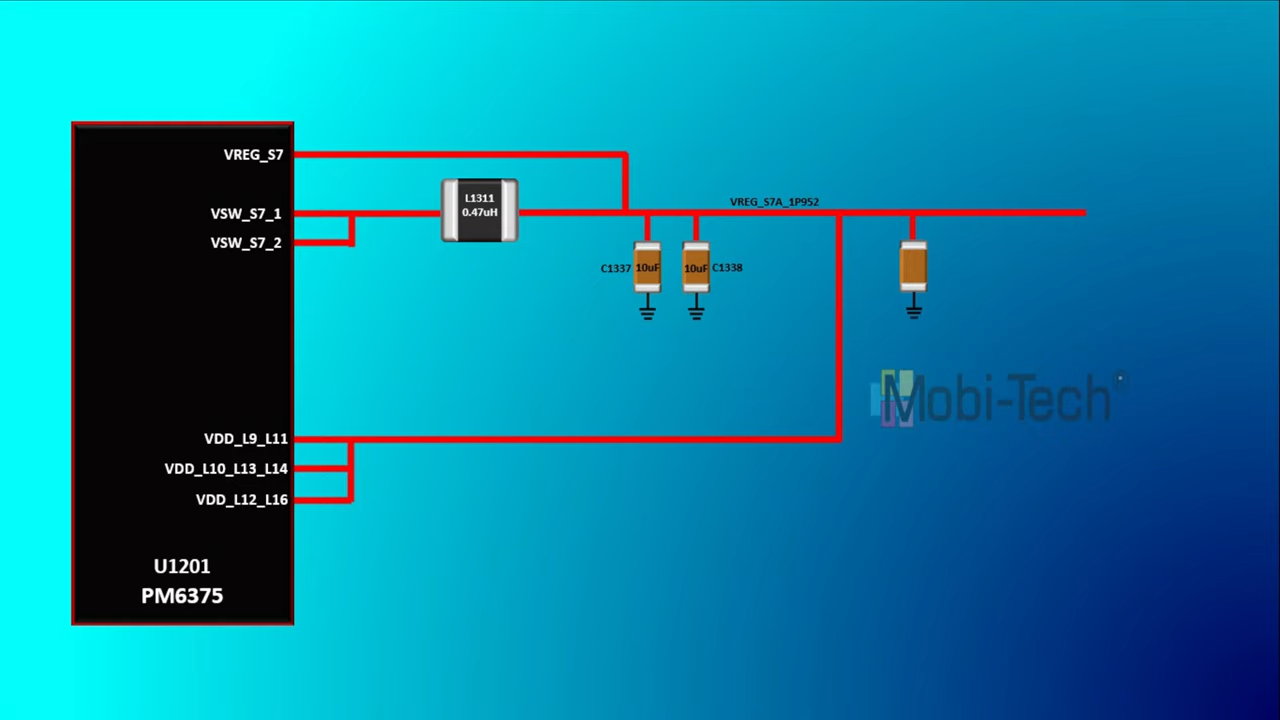 VREG_S7
VSW_S7_1
VSW_S7_2
L1311
0.47uH
VREG_S7A_1P952
C1337 10uF 10uF C1338
Mobi-Tech
VDD_L9_L11
VDD_L10_L13_L14
VDD_L12_L16
U1201
PM6375